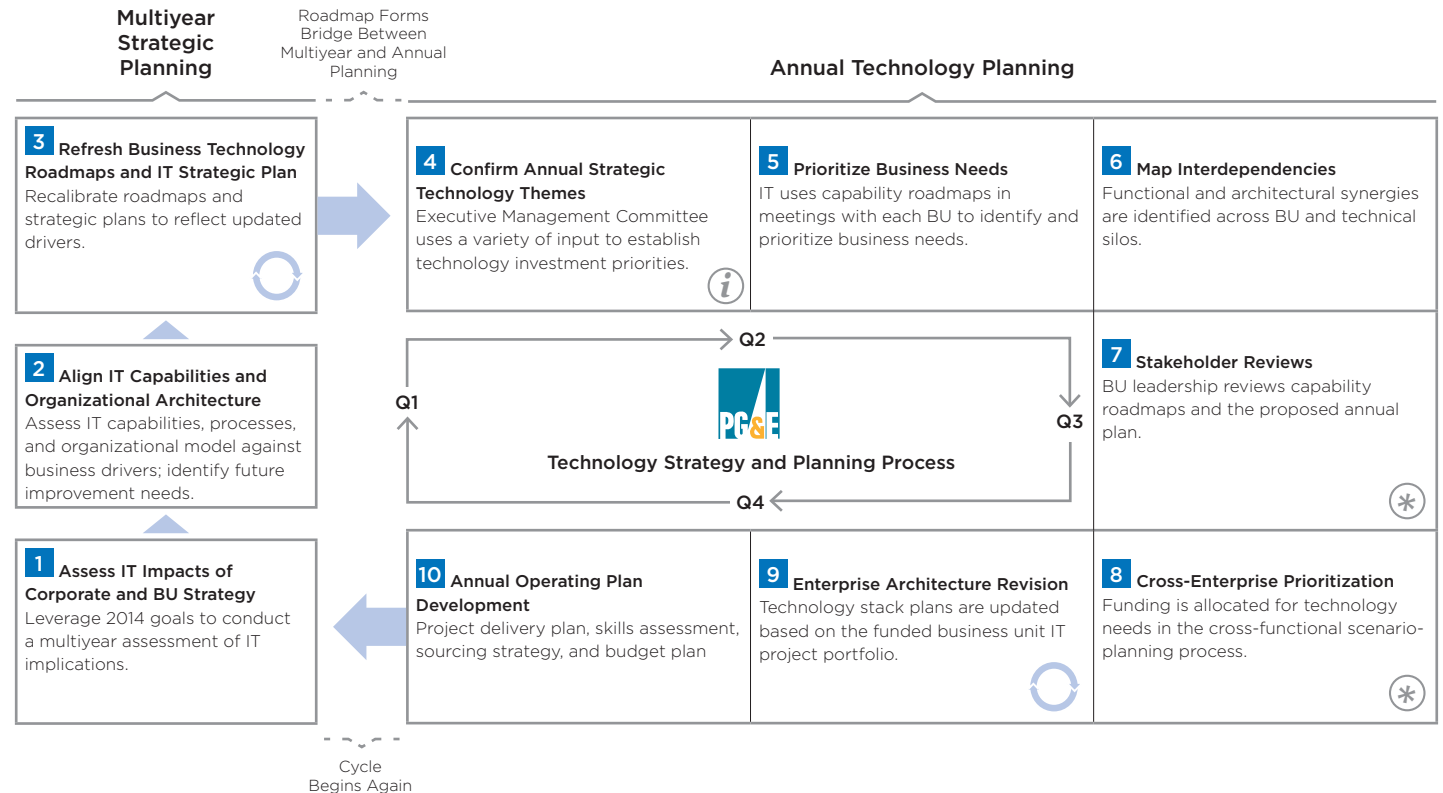 Multiyear
Strategic
Planning
Roadmap Forms
Bridge Between
Multiyear and Annual
Planning
Annual Technology Planning
3 Refresh Business Technology
Roadmaps and IT Strategic Plan
Recalibrate roadmaps and
strategic plans to reflect updated
drivers.
4 Confirm Annual Strategic
Technology Themes
Executive Management Committee
uses a variety of input to establish
technology investment priorities.
i
5 Prioritize Business Needs
IT uses capability roadmaps in
meetings with each BU to identify and
prioritize business needs.
6 Map Interdependencies
Functional and architectural synergies
are identified across BU and technical
silos.
2 Align IT Capabilities and
Organizational Architecture
Assess IT capabilities, processes,
and organizational model against
business drivers; identify future
improvement needs.
Q1
Q2
Q3
Q4
PG&E
Technology Strategy and Planning Process
7 Stakeholder Reviews
BU leadership reviews capability
roadmaps and the proposed annual
plan.
*
1 Assess IT Impacts of
Corporate and BU Strategy
Leverage 2014 goals to conduct
a multiyear assessment of IT
implications.
10 Annual Operating Plan
Development
Project delivery plan, skills assessment,
sourcing strategy, and budget plan
9 Enterprise Architecture Revision
Technology stack plans are updated
based on the funded business unit IT
project portfolio.
8 Cross-Enterprise Prioritization
Funding is allocated for technology
needs in the cross-functional scenario-
planning process.
*
Cycle
Begins Again